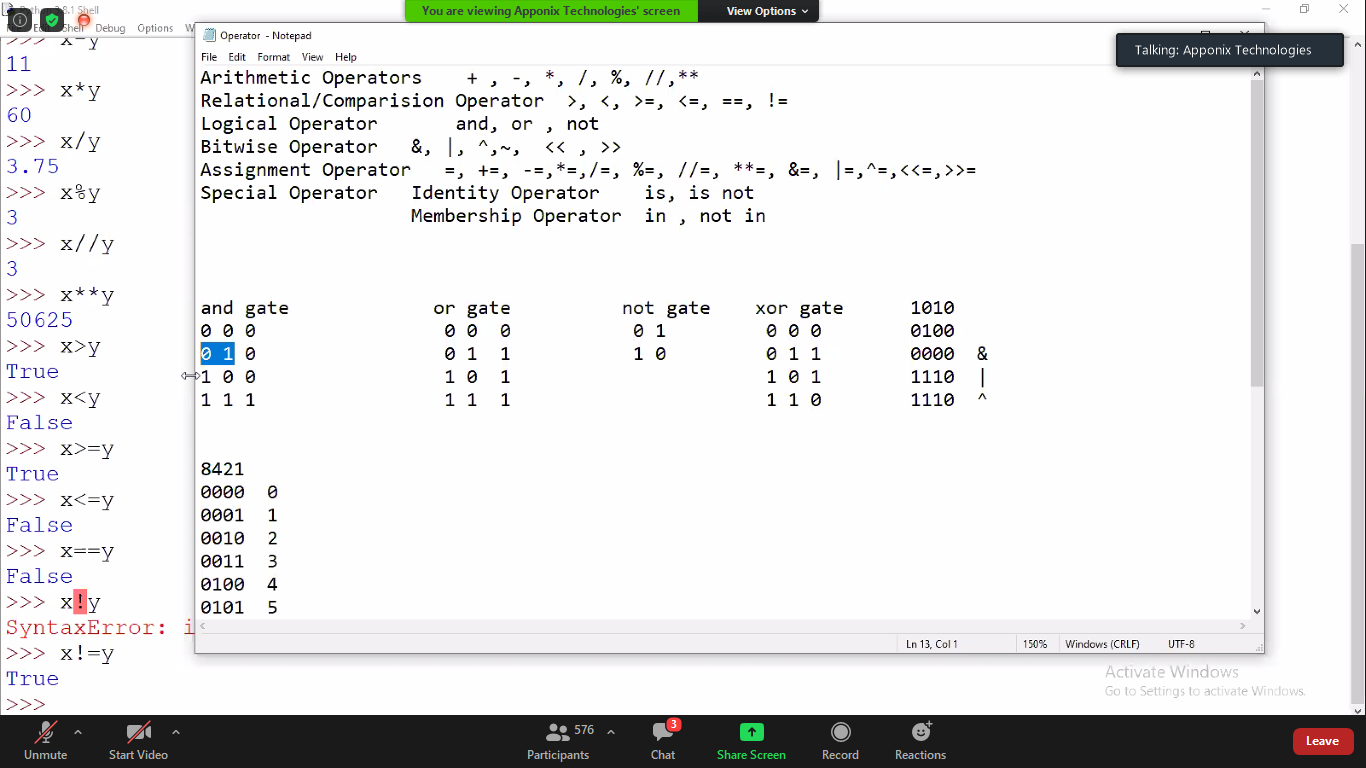 Python 3.8.1 Shell
You are viewing Apponix Technologies' screen
View Options
Shell Debug Options W
Talking: Apponix Technologies
>>> x-y
11
>>> x*y
60
>>> x/y
3.75
>>> x%y
3
>>> x//y
3
>>> x**y
50625
>>> x>y
True
>>> x<y
False
>>> x>=y
True
>>> x<=y
False
>>> x==y
False
>>> x!y
SyntaxError: i
>>> x!=y
True
>>>
Operator - Notepad
File Edit Format View Help
Arithmetic Operators + , -, *, /, %, //,**
Relational/Comparision Operator >, <, >=, <=, ==, !=
Logical Operator and, or , not
Bitwise Operator &, |, ^,~, << , >>
Assignment Operator =, +=, -=,*=,/=, %=, //=, **=, &=, |=,^=,<<=,>>=
Special Operator Identity Operator is, is not
Membership Operator in , not in
and gate or gate not gate xor gate 1010
0 0 0 0 0 0 0 1 0 0 0 0100
0 1 0 0 1 1 1 0 0 1 1 0000 &
1 0 0 1 0 1 1 0 1 1110 |
1 1 1 1 1 1 1 1 0 1110 ^
8421
0000 0
0001 1
0010 2
0011 3
0100 4
0101 5
Ln 13, Col 1 150% Windows (CRLF) UTF-8
Activate Windows
Go to Settings to activate Windows.
576 3
Unmute Start Video Participants Chat Share Screen Record Reactions Leave